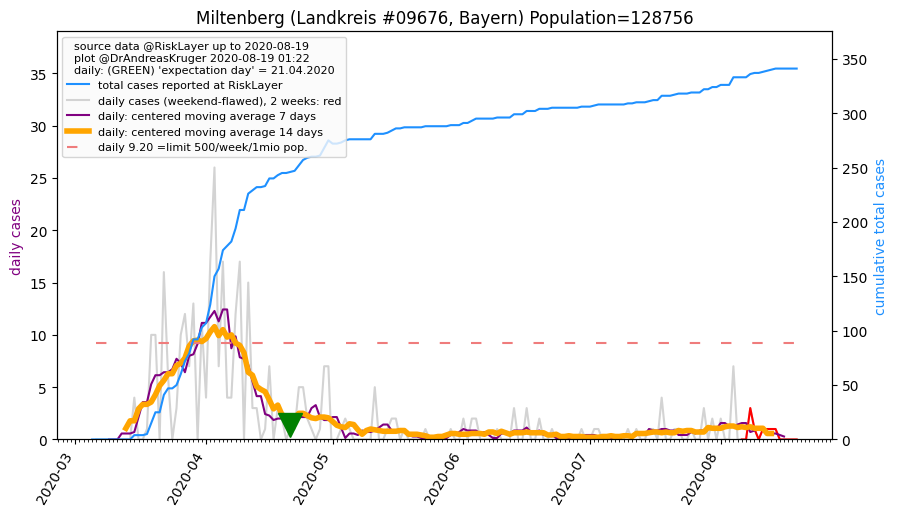 Miltenberg (Landkreis #09676, Bayern) Population=128756
source data @RiskLayer up to 2020-08-19
plot @DrAndreasKruger 2020-08-19 01:22
daily: (GREEN) 'expectation day' = 21.04.2020
total cases reported at RiskLayer
daily cases (weekend-flawed), 2 weeks: red
daily: centered moving average 7 days
daily: centered moving average 14 days
daily 9.20 =limit 500/week/1mio pop.
daily cases
35
30
25
20
15
10
5
0
cumulative total cases
350
300
250
200
150
100
50
0
2020-03
2020-04
2020-05
2020-06
2020-07
2020-08